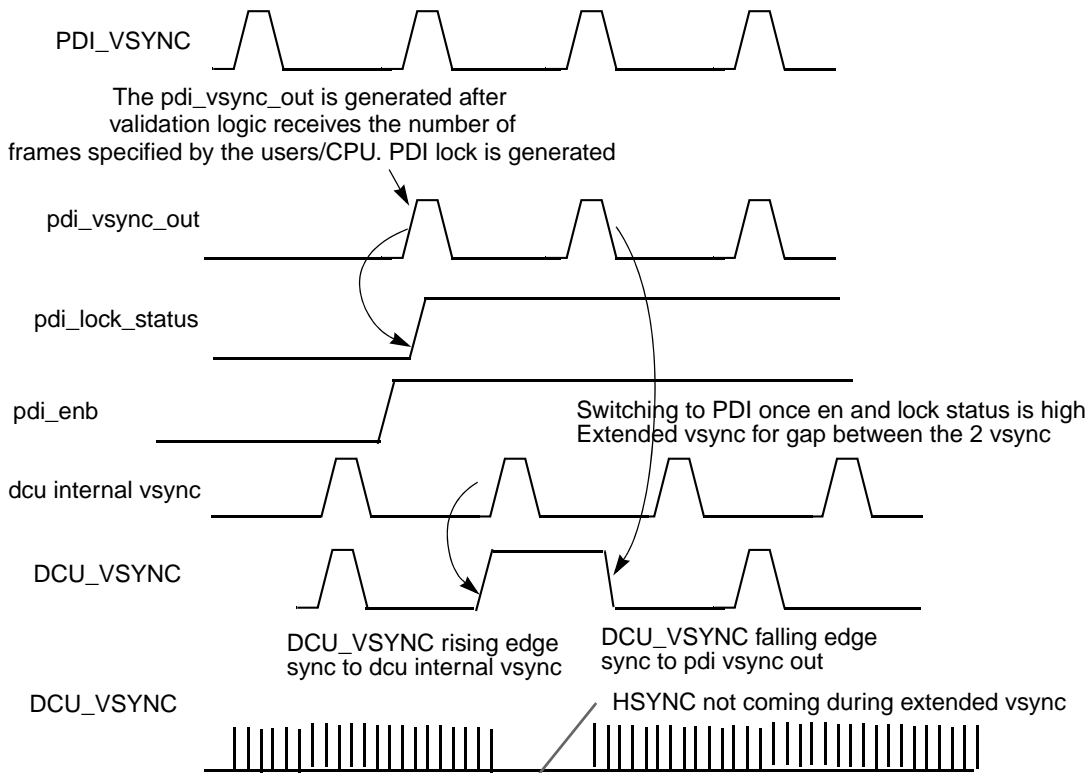 PDI_VSYNC
The pdi_vsync_out is generated after
validation logic receives the number of
frames specified by the users/CPU. PDI lock is generated
pdi_vsync_out
pdi_lock_status
pdi_enb
Switching to PDI once en and lock status is high
Extended vsync for gap between the 2 vsync
dcu internal vsync
DCU_VSYNC
DCU_VSYNC rising edge
sync to dcu internal vsync
DCU_VSYNC falling edge
sync to pdi vsync out
DCU_VSYNC
HSYNC not coming during extended vsync